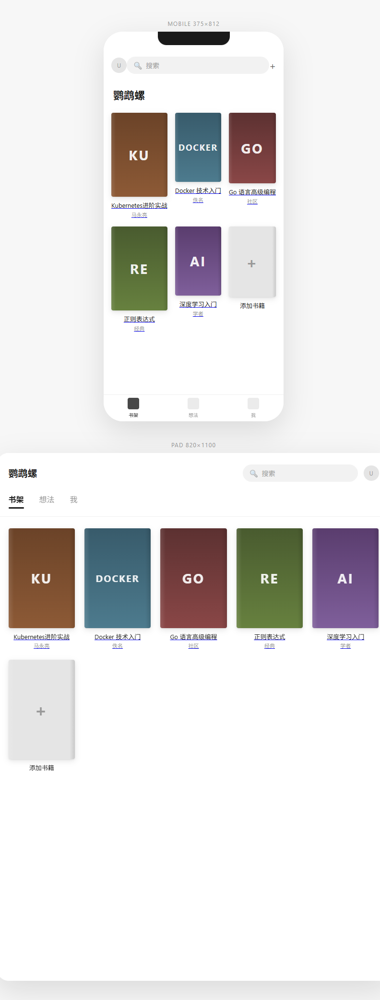 MOBILE 375×812
U
搜索
+
鹦鹉螺
KU
DOCKER
GO
Kubernetes进阶实战
马永亮
Docker 技术入门
佚名
Go 语言高级编程
社区
RE
AI
+
正则表达式
经典
深度学习入门
学者
添加书籍
书架
想法
我
PAD 820×1100
鹦鹉螺
搜索
U
书架
想法
我
KU
DOCKER
GO
RE
AI
Kubernetes进阶实战
马永亮
Docker 技术入门
佚名
Go 语言高级编程
社区
正则表达式
经典
深度学习入门
学者
+
添加书籍